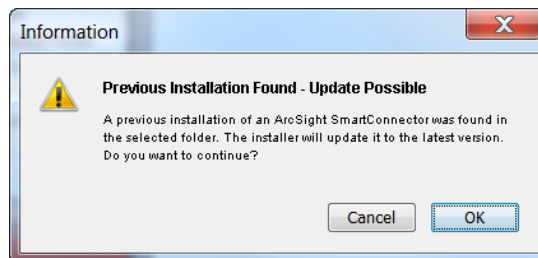 Information
Previous Installation Found - Update Possible
A previous installation of an ArcSight SmartConnector was found in
the selected folder. The installer will update it to the latest version.
Do you want to continue?
Cancel OK